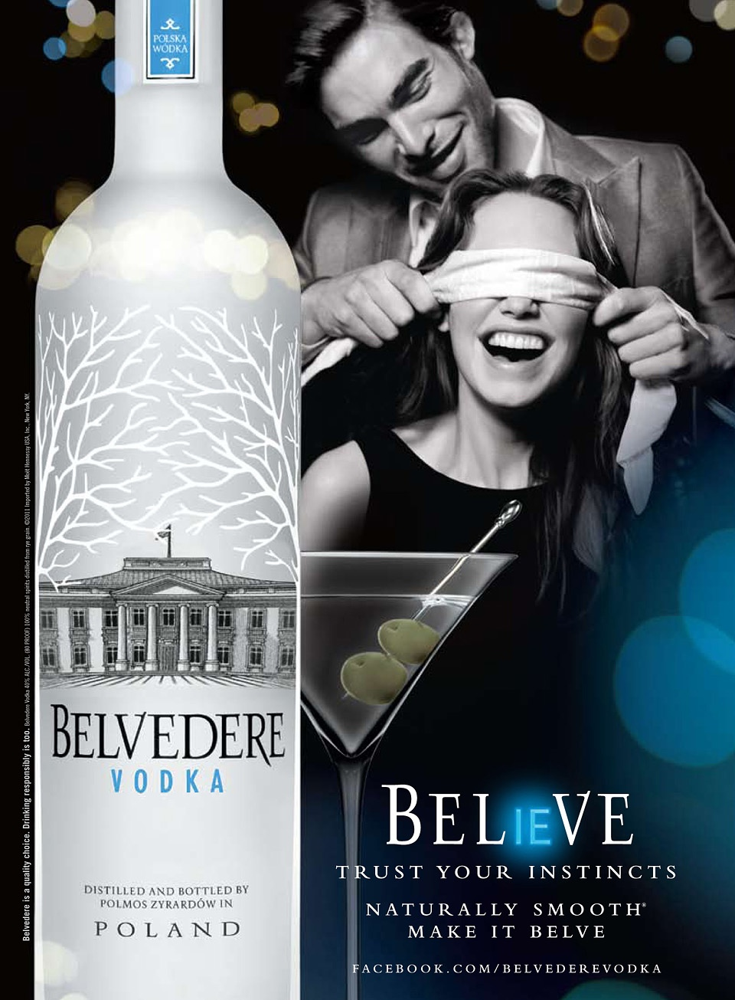 POLSKA
WÓDKA
BELVEDERE
VODKA
DISTILLED AND BOTTLED BY
POLMOS ZYRARDÓW IN
POLAND
BELIEVE
TRUST YOUR INSTINCTS
NATURALLY SMOOTH®
MAKE IT BELVE
FACEBOOK.COM/BELVEDEREVODKA
Belvedere is a quality choice. Drinking responsibly is too. Belvedere Vodka 40% ALC./VOL. (80 PROOF) 100% neutral spirits distilled from rye grain. ©2011 Imported by Moët Hennessy USA, Inc., New York, NY.